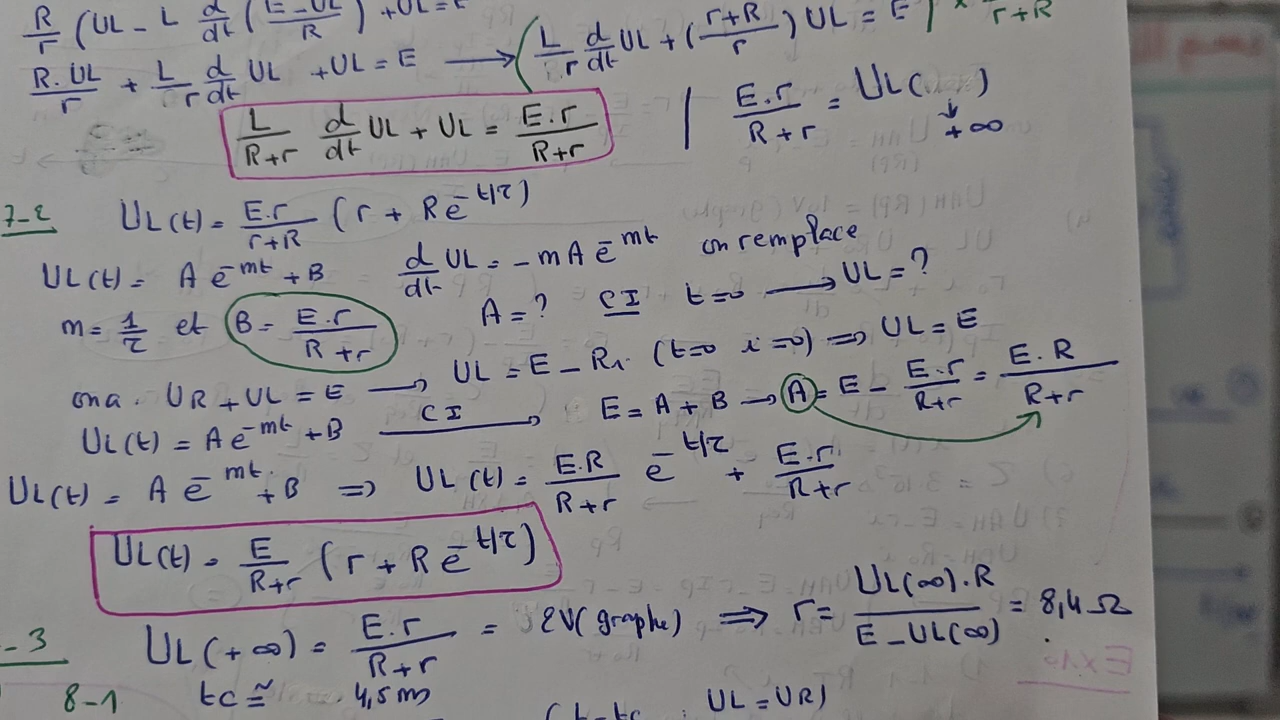 R/r (UL - L d/dt (E-UL/R)) + UL = E
R.UL/r + L/r d/dt UL + UL = E ⟶ (L/r d/dt UL + (r+R/r) UL = E) × r/r+R
L/R+r d/dt UL + UL = E.r/R+r | E.r/R+r = UL( ) ↓ +∞
7-2 UL(t) = E.r/r+R (r + R e^-t/τ)
UL(t) = A e^-mt + B d/dt UL = -mA e^-mt on remplace
m = 1/τ et B = E.r/R+r A = ? CI t=0 ⟶ UL = ?
on a . UR + UL = E ⟶ UL = E - Ri. (t=0 i=0) ⇒ UL = E
UL(t) = A e^-mt + B CI ⟶ E = A + B → A = E - E.r/R+r = E.R/R+r
UL(t) = A e^-mt + B ⇒ UL(t) = E.R/R+r e^-t/τ + E.r/R+r
UL(t) = E/R+r (r + R e^-t/τ)
-3 UL(+∞) = E.r/R+r = 2V (graphe) ⇒ r = UL(∞).R/E-UL(∞) = 8,4 Ω
8-1 tc ≅ 4,5 ms
(t=tc : UL = UR)